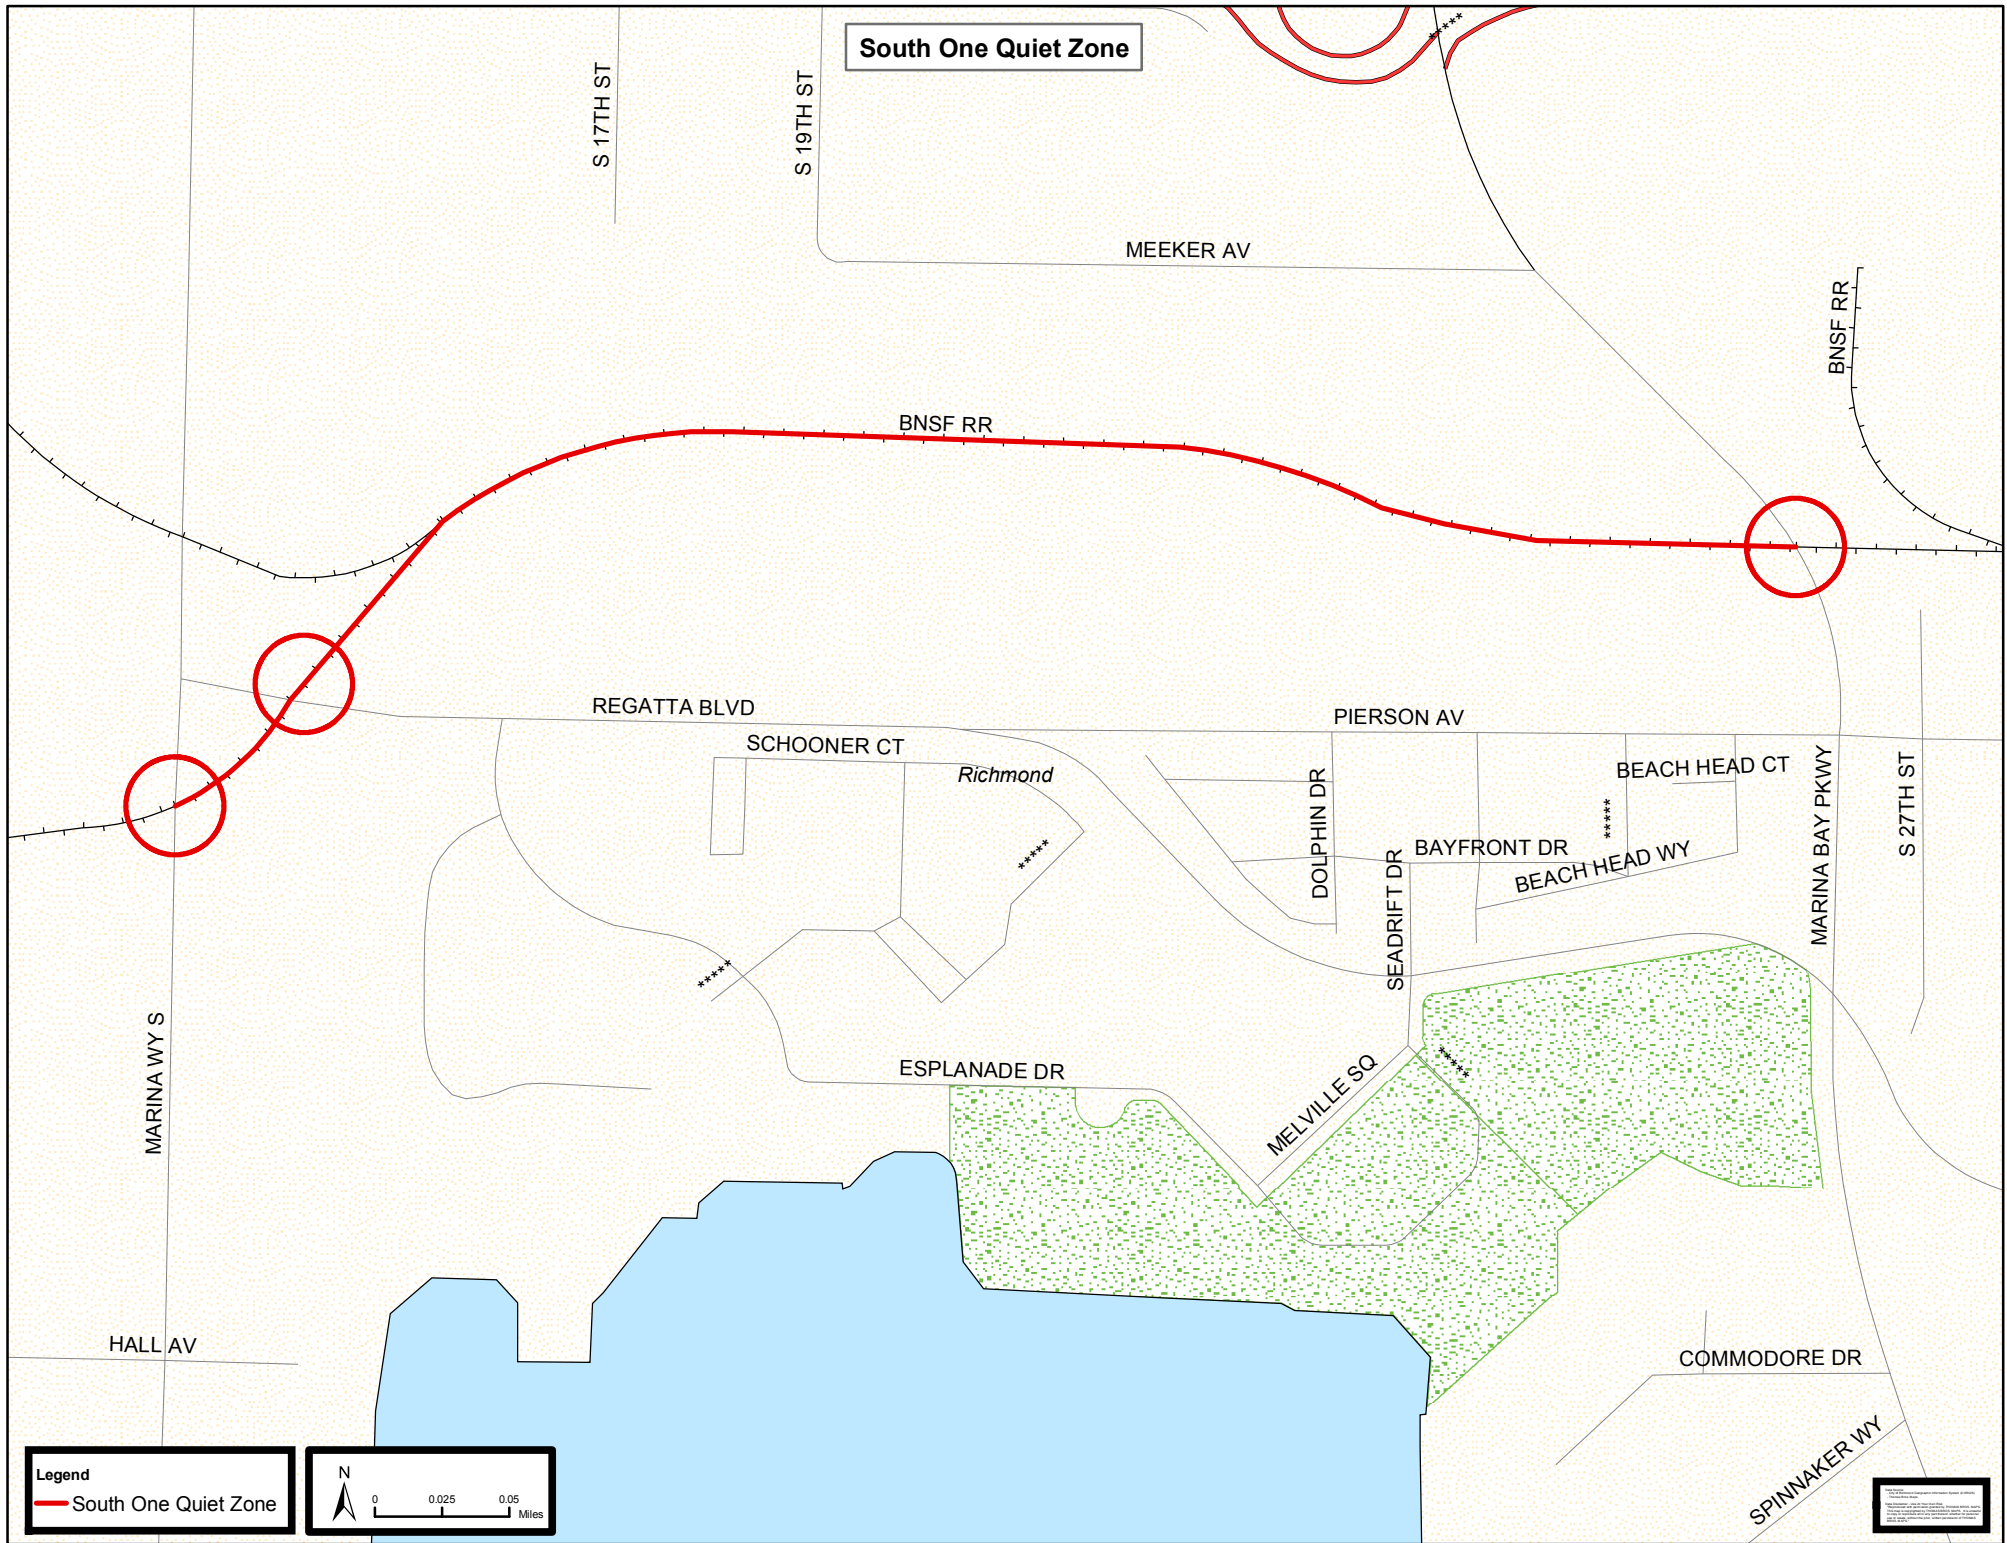 South One Quiet Zone
S 17TH ST
S 19TH ST
*****
MEEKER AV
BNSF RR
BNSF RR
REGATTA BLVD
PIERSON AV
SCHOONER CT
Richmond
BEACH HEAD CT
DOLPHIN DR
*****
MARINA BAY PKWY
S 27TH ST
*****
BAYFRONT DR
BEACH HEAD WY
SEADRIFT DR
*****
MARINA WY S
ESPLANADE DR
MELVILLE SQ
*****
HALL AV
COMMODORE DR
SPINNAKER WY
Legend
South One Quiet Zone
N
0 0.025 0.05
Miles